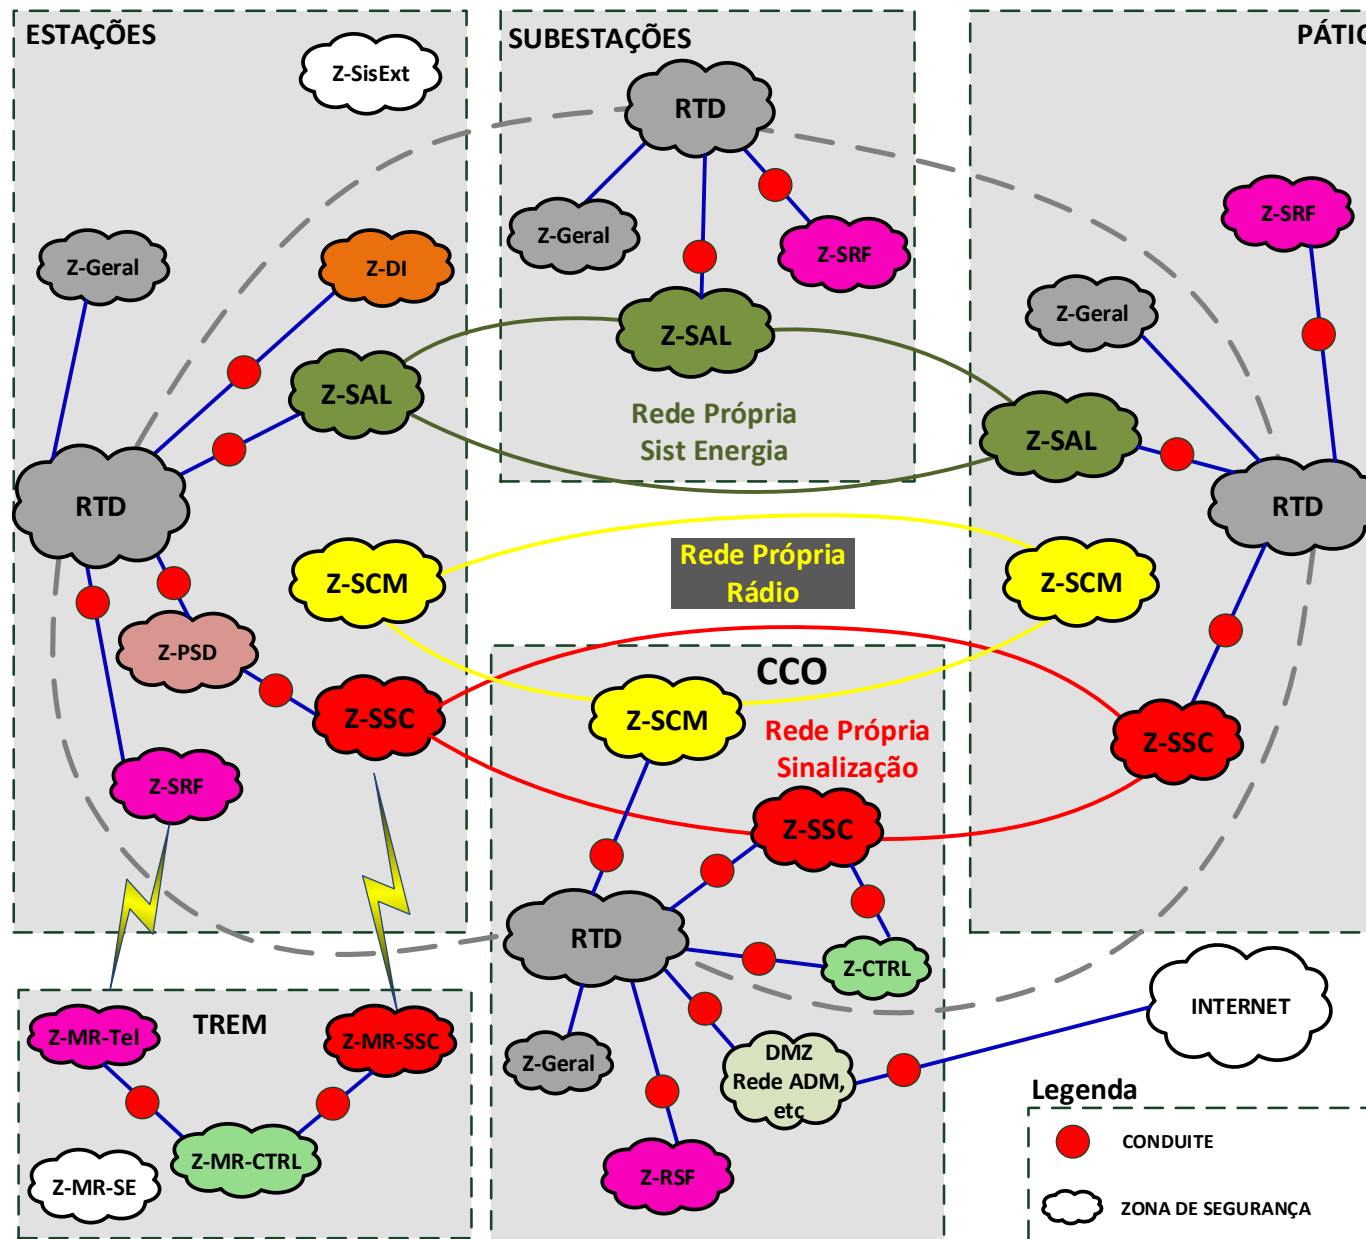 ESTAÇÕES
Z-SisExt
Z-Geral
Z-DI
Z-SAL
RTD
Z-SCM
Z-PSD
Z-SSC
Z-SRF
SUBESTAÇÕES
RTD
Z-Geral
Z-SRF
Z-SAL
Rede Própria
Sist Energia
PÁTIO
Z-SRF
Z-Geral
Z-SAL
RTD
Z-SCM
Z-SSC
Rede Própria
Rádio
CCO
Z-SCM
Rede Própria
Sinalização
Z-SSC
RTD
Z-CTRL
Z-Geral
DMZ
Rede ADM,
etc
Z-RSF
TREM
Z-MR-Tel
Z-MR-SSC
Z-MR-CTRL
Z-MR-SE
INTERNET
Legenda
CONDUITE
ZONA DE SEGURANÇA